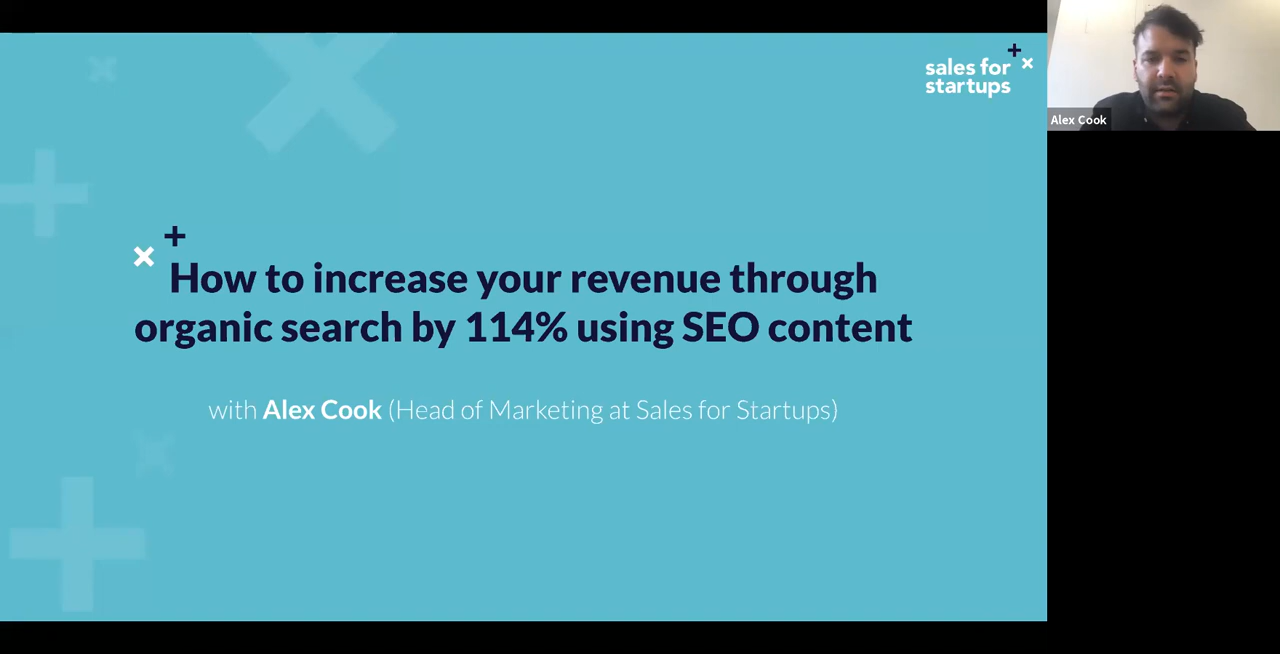 sales for
startups
Alex Cook
How to increase your revenue through
organic search by 114% using SEO content
with Alex Cook (Head of Marketing at Sales for Startups)